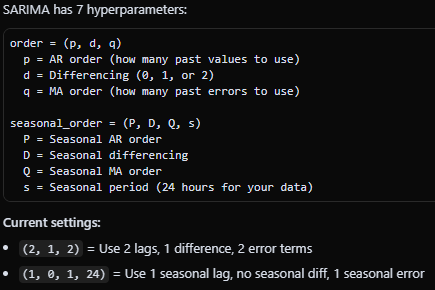 SARIMA has 7 hyperparameters:
order = (p, d, q)
p = AR order (how many past values to use)
d = Differencing (0, 1, or 2)
q = MA order (how many past errors to use)
seasonal_order = (P, D, Q, s)
P = Seasonal AR order
D = Seasonal differencing
Q = Seasonal MA order
s = Seasonal period (24 hours for your data)
Current settings:
• (2, 1, 2) = Use 2 lags, 1 difference, 2 error terms
• (1, 0, 1, 24) = Use 1 seasonal lag, no seasonal diff, 1 seasonal error